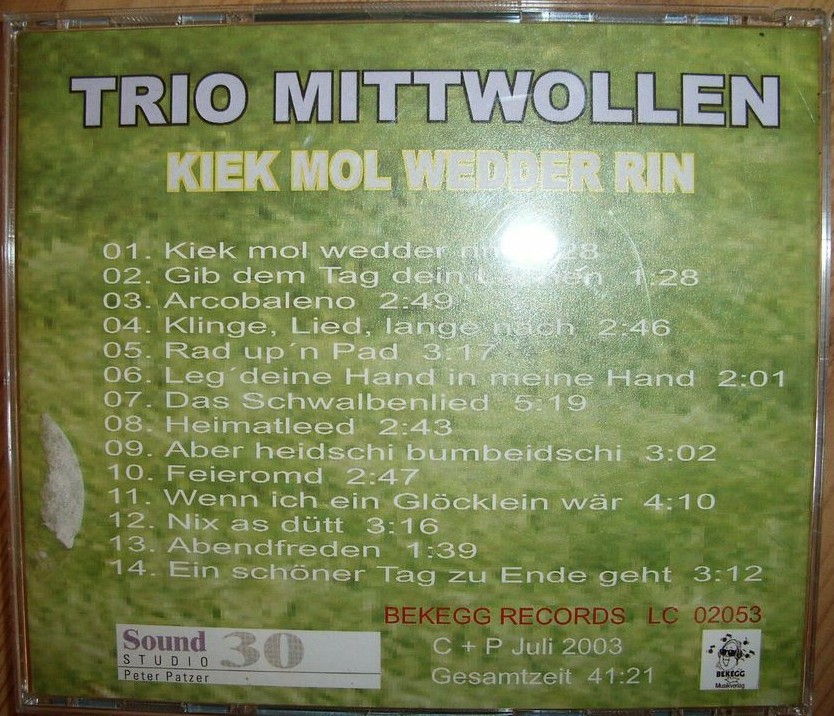 TRIO MITTWOLLEN
KIEK MOL WEDDER RIN
01. Kiek mol wedder 28
02. Gib dem Tag dein 1:28
03. Arcobaleno 2:49
04. Klinge, Lied, lange nach 2:46
05. Rad up´n Pad 3:17
06. Leg´deine Hand in meine Hand 2:01
07. Das Schwalbenlied 5:19
08. Heimatleed 2:43
09. Aber heidschi bumbeidschi 3:02
10. Feieromd 2:47
11. Wenn ich ein Glöcklein wär 4:10
12. Nix as dütt 3:16
13. Abendfreden 1:39
14. Ein schöner Tag zu Ende geht 3:12
BEKEGG RECORDS LC 02053
Sound 30
STUDIO
Peter Patzer
C + P Juli 2003
Gesamtzeit 41:21
BEKEGG
Musikverlag